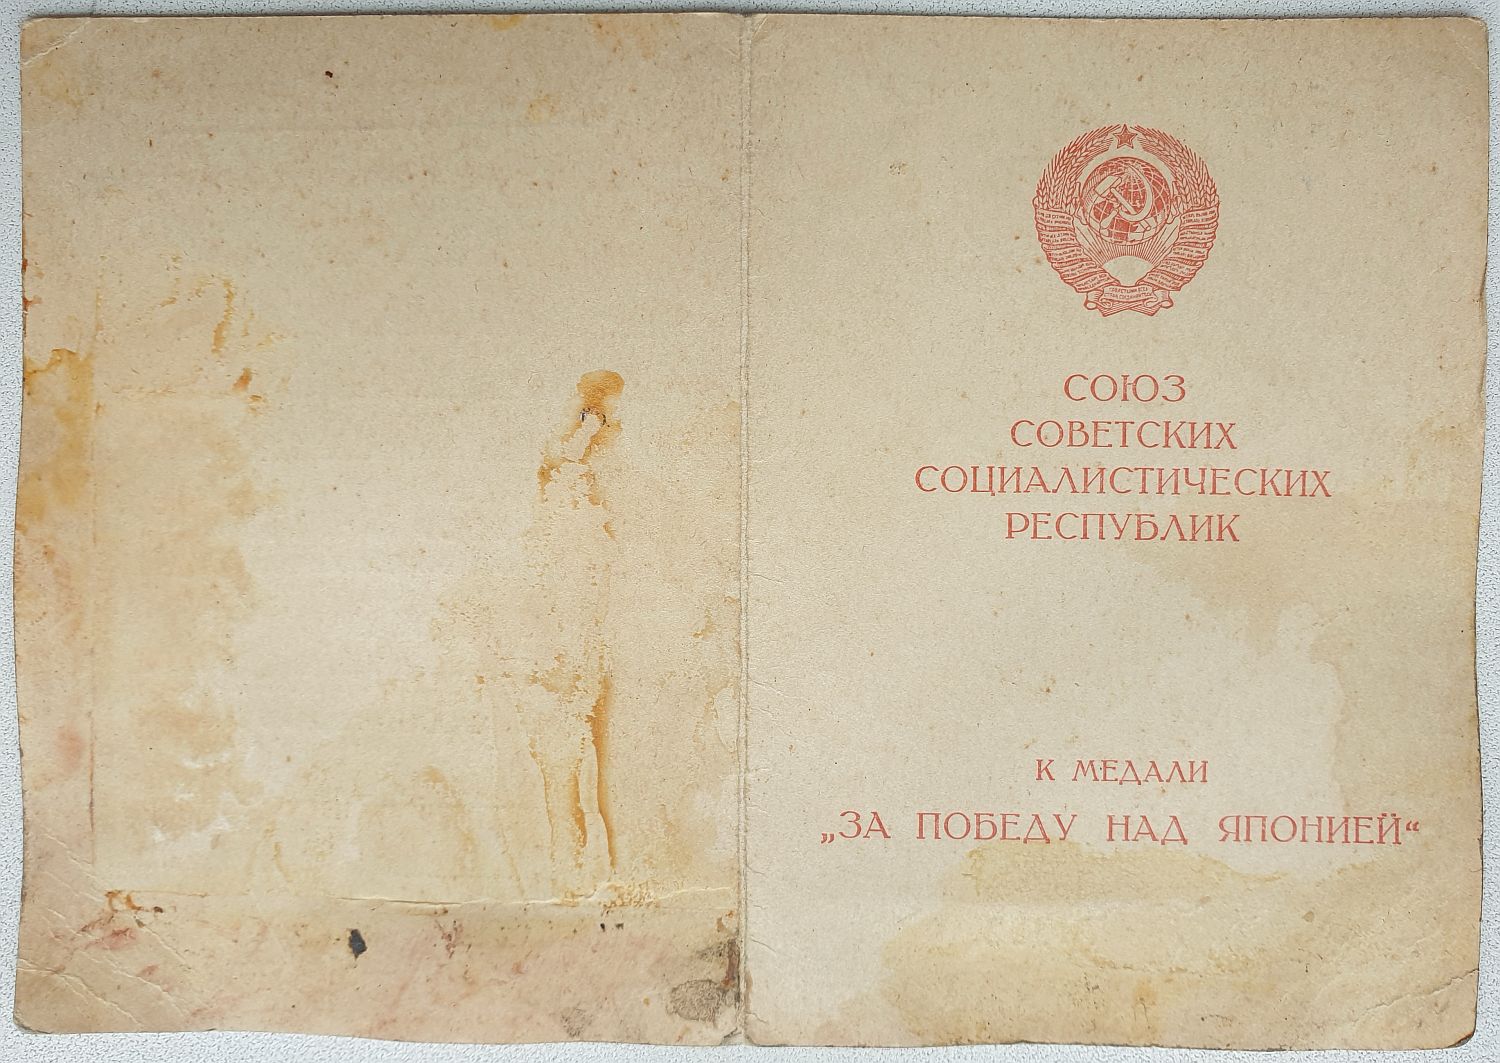 СОЮЗ
СОВЕТСКИХ
СОЦИАЛИСТИЧЕСКИХ
РЕСПУБЛИК
К МЕДАЛИ
„ЗА ПОБЕДУ НАД ЯПОНИЕЙ“